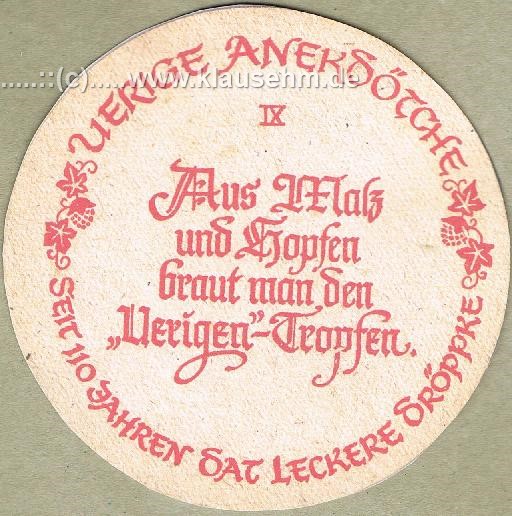 UERIGE ANEKDÖTCHE
.....::(c).....www.klausehm.de
IX
Aus Malz
und Hopfen
braut man den
„Uerigen"-Tropfen.
SEIT 110 JAHREN DAT LECKERE DRÖPPKE